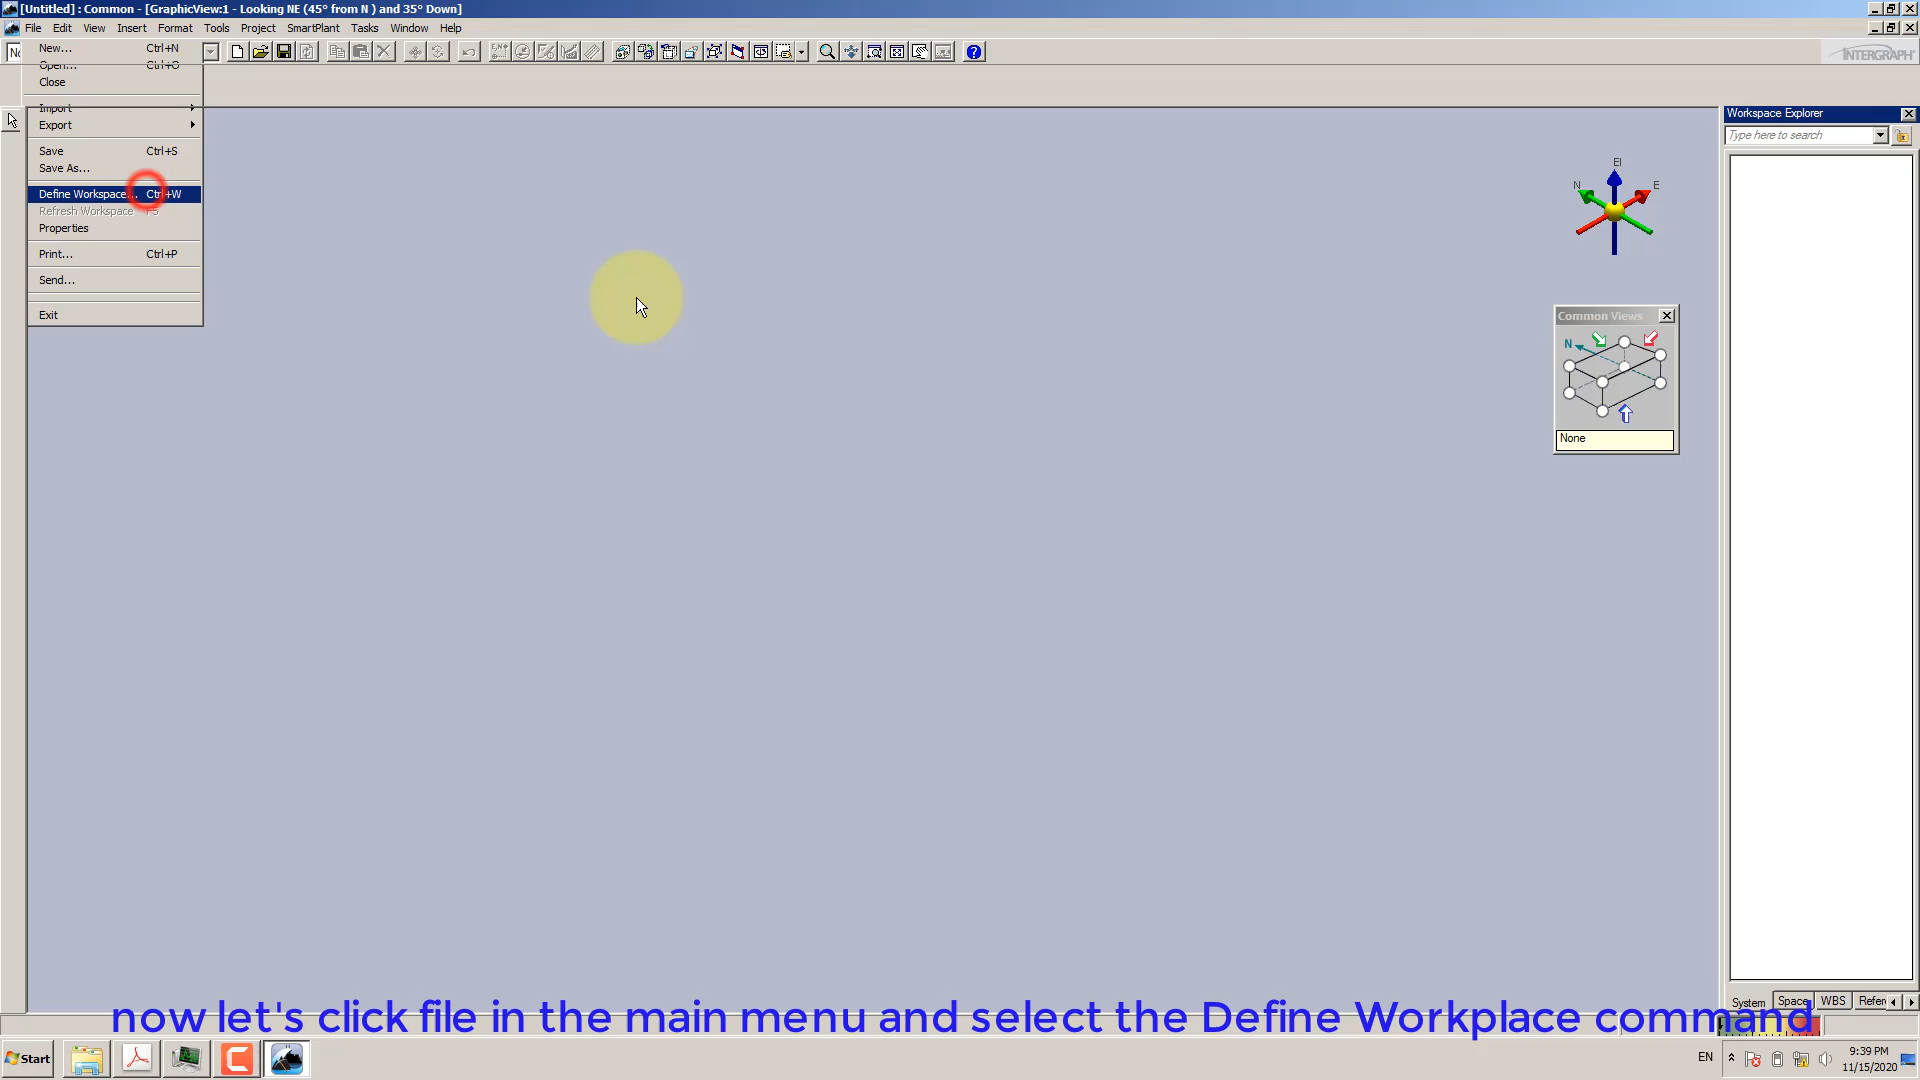 [Untitled] : Common - [GraphicView:1 - Looking NE (45° from N ) and 35° Down]
File Edit View Insert Format Tools Project SmartPlant Tasks Window Help
New... Ctrl+N
Open... Ctrl+O
Close
Import
Export
Save Ctrl+S
Save As...
Define Workspace... Ctrl+W
Refresh Workspace F5
Properties
Print... Ctrl+P
Send...
Exit
INTERGRAPH
Workspace Explorer
Type here to search
El
N E
Common Views
N
None
System Space WBS Refere
now let's click file in the main menu and select the Define Workplace command
Start
EN
9:39 PM
11/15/2020